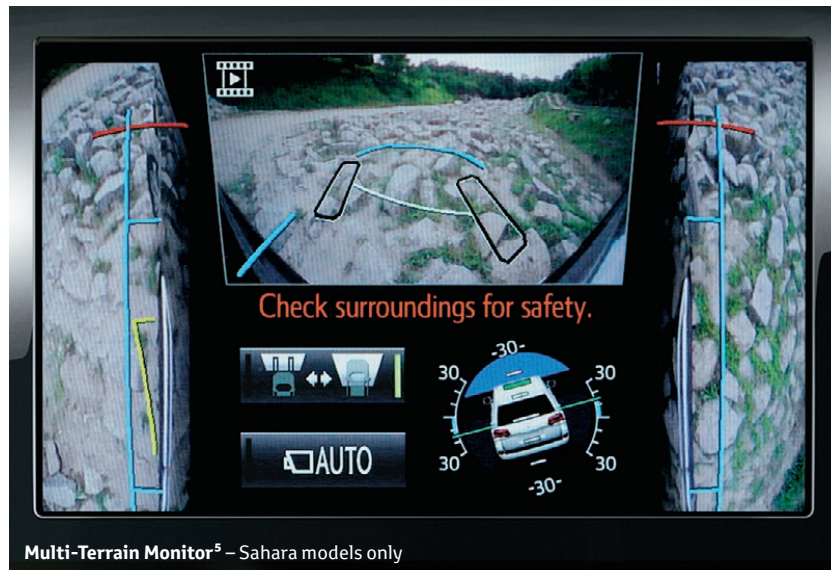 Check surroundings for safety.
AUTO
-30-
30 30
30 30
-30-
Multi-Terrain Monitor⁵ – Sahara models only